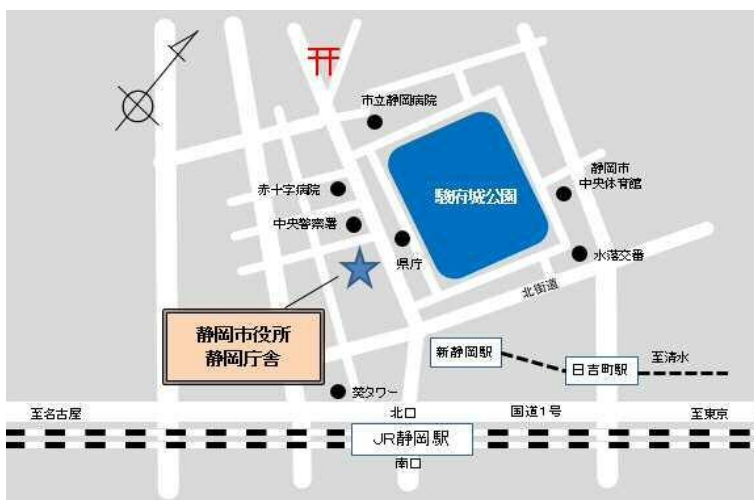 市立静岡病院
静岡市
中央体育館
赤十字病院
駿府城公園
中央警察署
県庁
水落交番
北街道
静岡市役所
静岡庁舎
新静岡駅
日吉町駅
至清水
葵タワー
至名古屋
北口
国道1号
至東京
JR静岡駅
南口